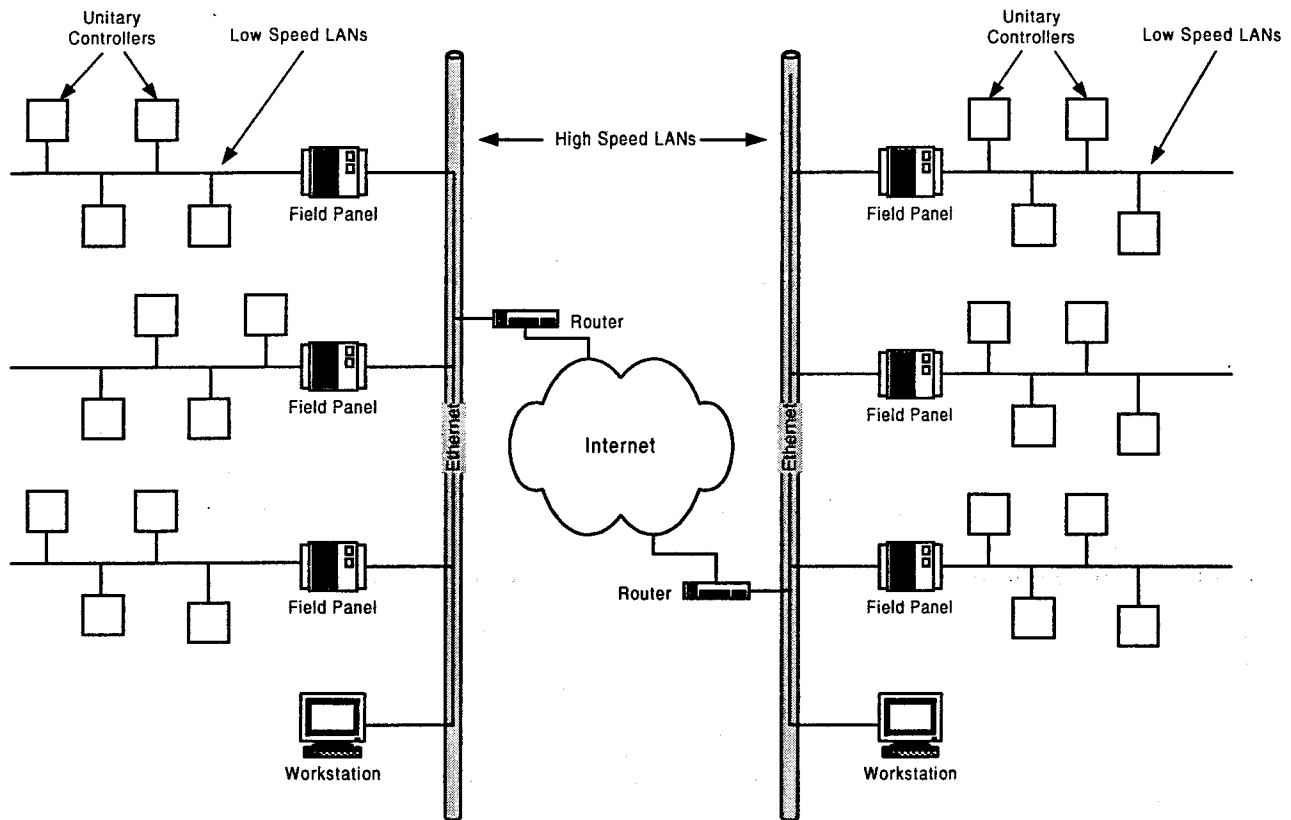 Unitary
Controllers
Low Speed LANs
Unitary
Controllers
Low Speed LANs
High Speed LANs
Field Panel
Field Panel
Router
Field Panel
Field Panel
Ethernet
Internet
Ethernet
Field Panel
Field Panel
Router
Workstation
Workstation